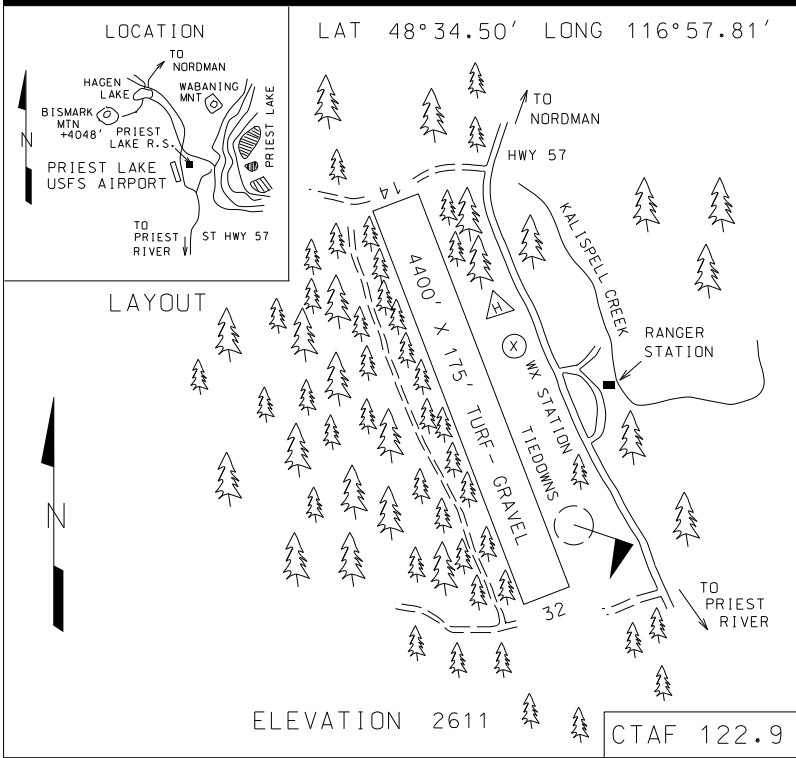 LOCATION
TO
NORDMAN
HAGEN
LAKE
WABANING
MNT
BISMARK
MTN
+4048'
PRIEST
LAKE R.S.
PRIEST LAKE
N
PRIEST LAKE
USFS AIRPORT
TO
PRIEST
RIVER
ST HWY 57
LAT 48°34.50' LONG 116°57.81'
TO
NORDMAN
HWY 57
14
KALISPELL CREEK
H
LAYOUT
4400' X 175' TURF- GRAVEL
X
WX STATION
RANGER
STATION
TIEDOWNS
N
32
TO
PRIEST
RIVER
ELEVATION 2611
CTAF 122.9